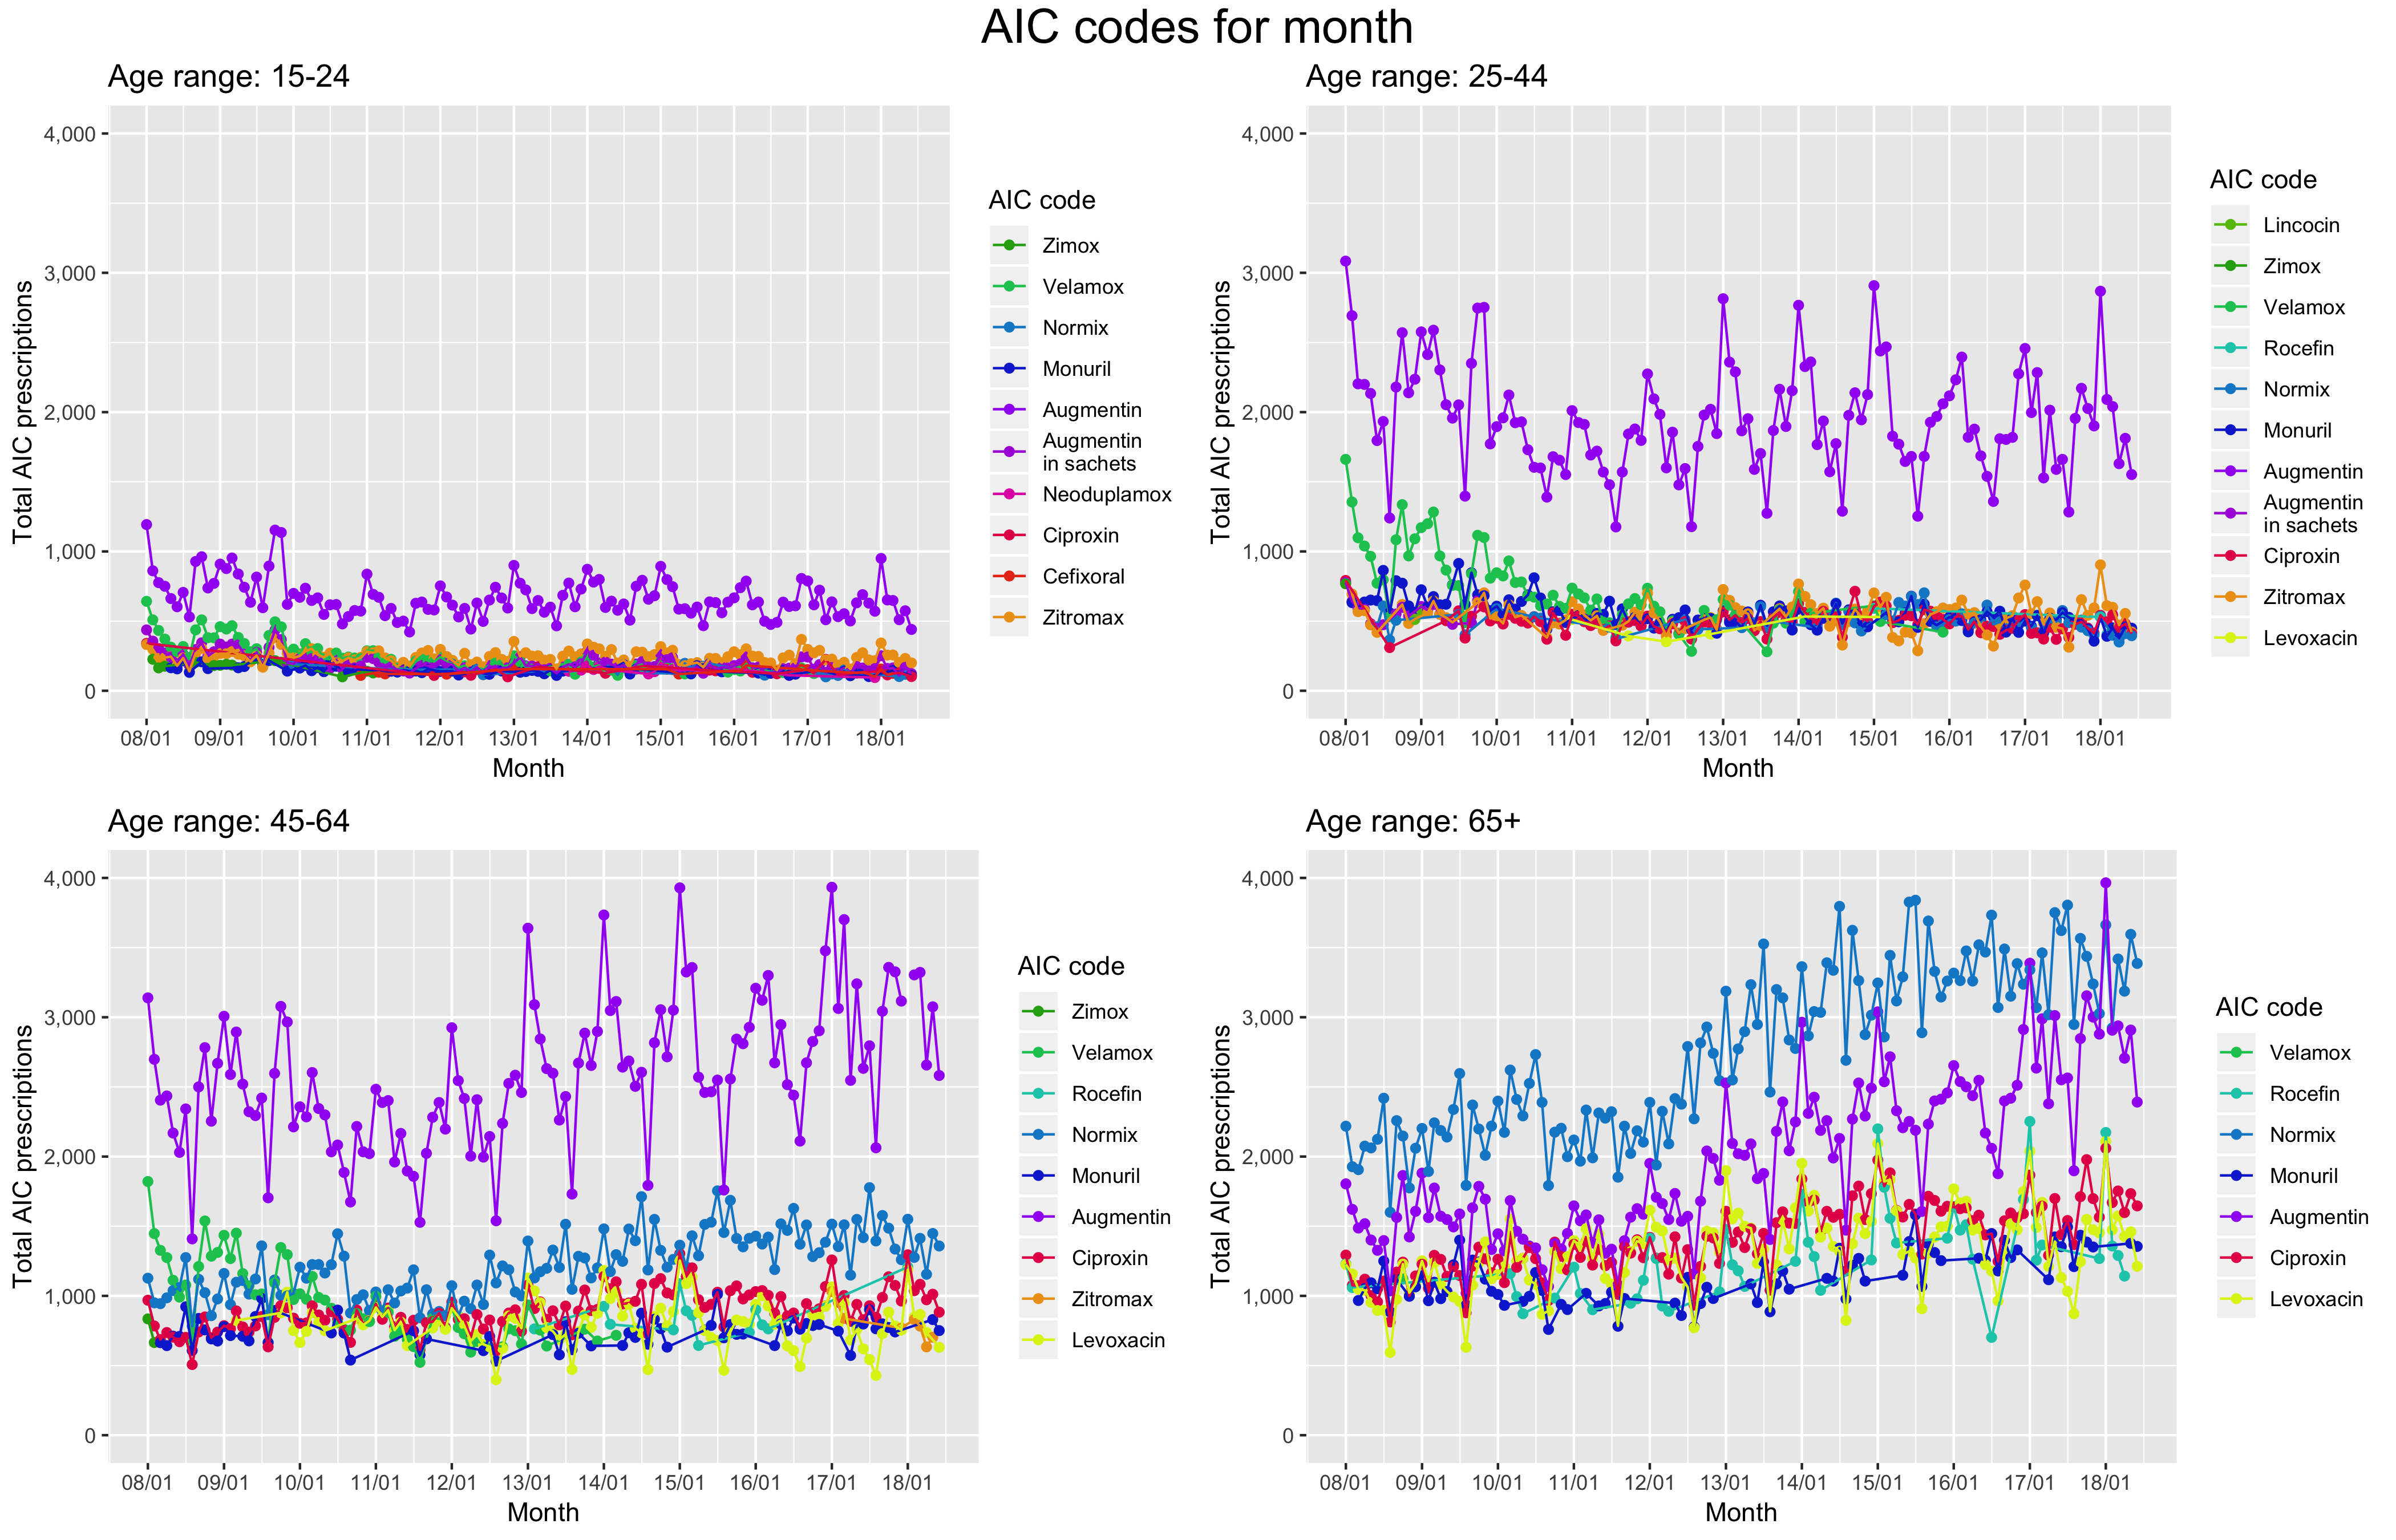 AIC codes for month
Age range: 15-24
4,000
3,000
2,000
1,000
0
Total AIC prescriptions
08/01 09/01 10/01 11/01 12/01 13/01 14/01 15/01 16/01 17/01 18/01
Month
AIC code
Zimox
Velamox
Normix
Monuril
Augmentin
Augmentin
in sachets
Neoduplamox
Ciproxin
Cefixoral
Zitromax
Age range: 25-44
4,000
3,000
2,000
1,000
0
Total AIC prescriptions
08/01 09/01 10/01 11/01 12/01 13/01 14/01 15/01 16/01 17/01 18/01
Month
AIC code
Lincocin
Zimox
Velamox
Rocefin
Normix
Monuril
Augmentin
Augmentin
in sachets
Ciproxin
Zitromax
Levoxacin
Age range: 45-64
4,000
3,000
2,000
1,000
0
Total AIC prescriptions
08/01 09/01 10/01 11/01 12/01 13/01 14/01 15/01 16/01 17/01 18/01
Month
AIC code
Zimox
Velamox
Rocefin
Normix
Monuril
Augmentin
Ciproxin
Zitromax
Levoxacin
Age range: 65+
4,000
3,000
2,000
1,000
0
Total AIC prescriptions
08/01 09/01 10/01 11/01 12/01 13/01 14/01 15/01 16/01 17/01 18/01
Month
AIC code
Velamox
Rocefin
Normix
Monuril
Augmentin
Ciproxin
Levoxacin